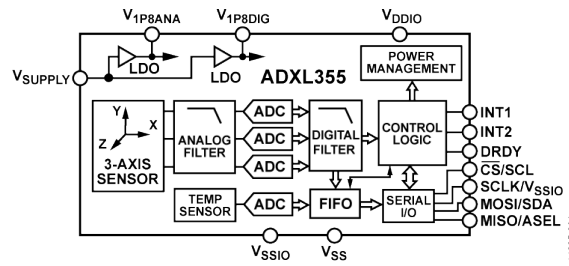 V1P8ANA
V1P8DIG
VDDIO
POWER
MANAGEMENT
LDO
LDO
ADXL355
VSUPPLY
Y
X
Z
3-AXIS
SENSOR
ANALOG
FILTER
ADC
ADC
ADC
DIGITAL
FILTER
CONTROL
LOGIC
INT1
INT2
DRDY
CS/SCL
SCLK/VSSIO
MOSI/SDA
MISO/ASEL
TEMP
SENSOR
ADC
FIFO
SERIAL
I/O
VSSIO
VSS